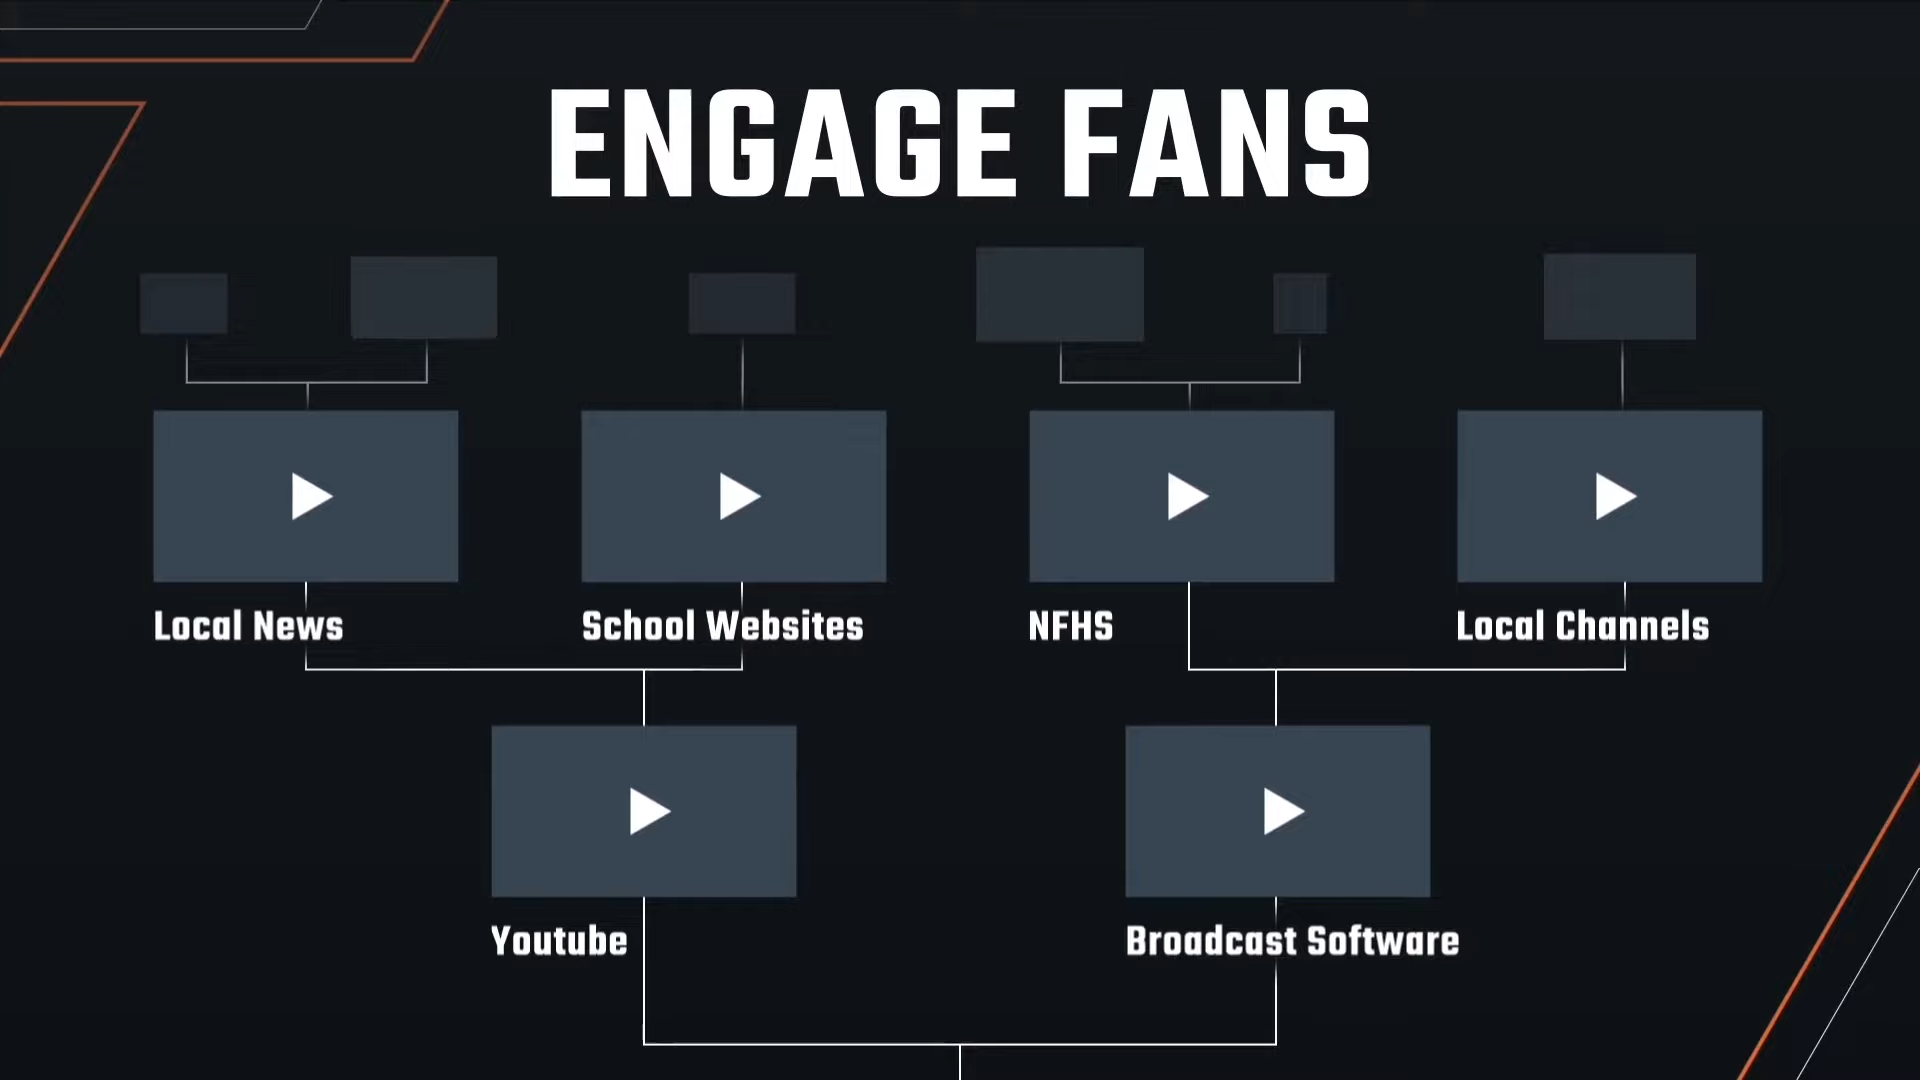 ENGAGE FANS
Local News
School Websites
NFHS
Local Channels
Youtube
Broadcast Software